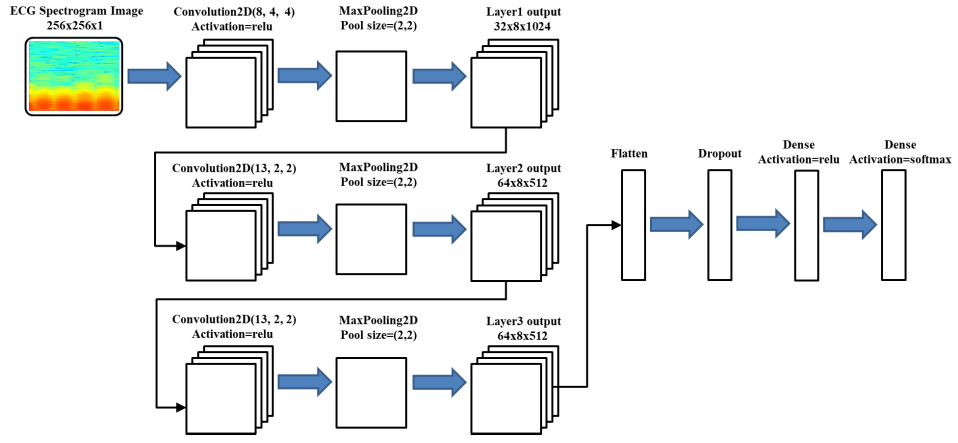 ECG Spectrogram Image
256x256x1
Convolution2D(8, 4, 4)
Activation=relu
MaxPooling2D
Pool size=(2,2)
Layer1 output
32x8x1024
Convolution2D(13, 2, 2)
Activation=relu
MaxPooling2D
Pool size=(2,2)
Layer2 output
64x8x512
Convolution2D(13, 2, 2)
Activation=relu
MaxPooling2D
Pool size=(2,2)
Layer3 output
64x8x512
Flatten
Dropout
Dense
Activation=relu
Dense
Activation=softmax